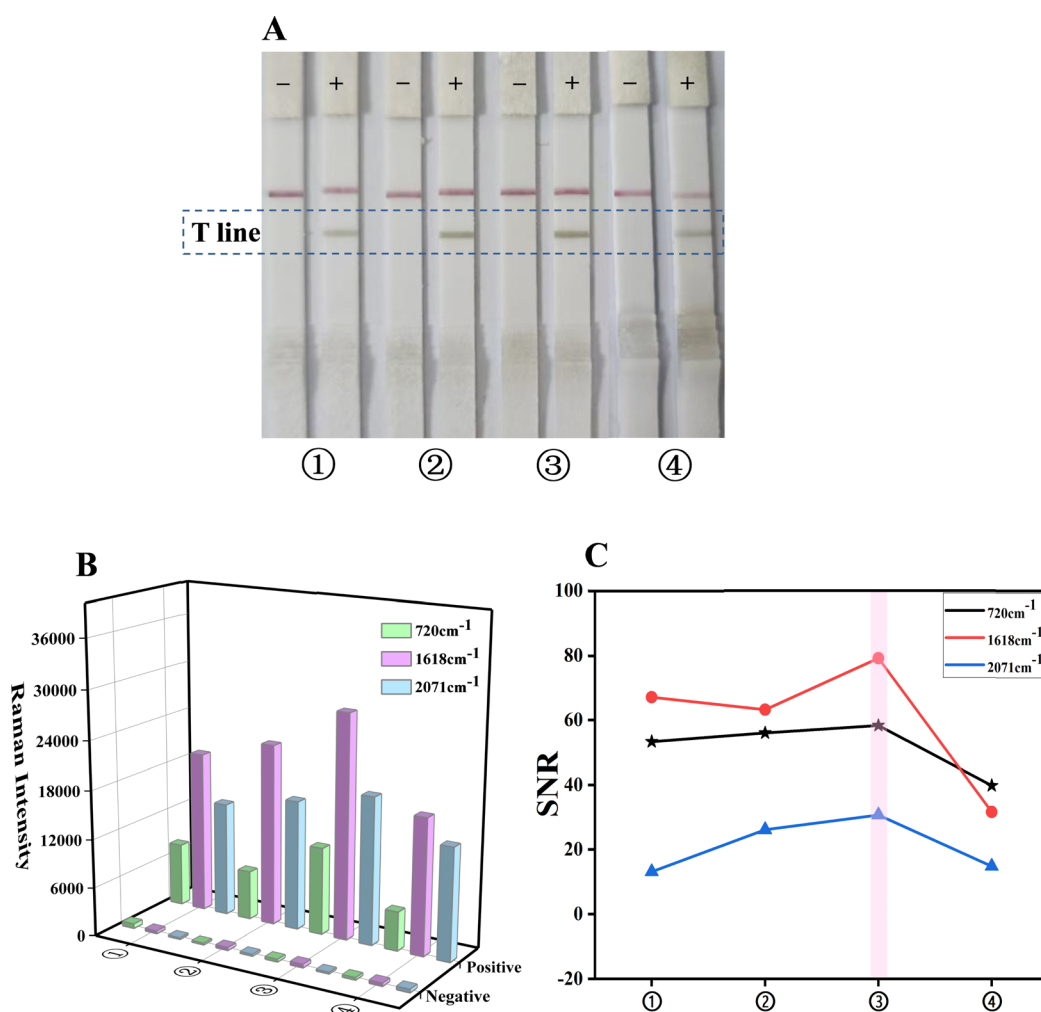 A
− + − + − + − +
T line
① ② ③ ④
B
Raman Intensity
36000
30000
24000
18000
12000
6000
0
720cm⁻¹
1618cm⁻¹
2071cm⁻¹
① ② ③ ④
Positive
Negative
C
SNR
100
80
60
40
20
0
-20
720cm⁻¹
1618cm⁻¹
2071cm⁻¹
① ② ③ ④